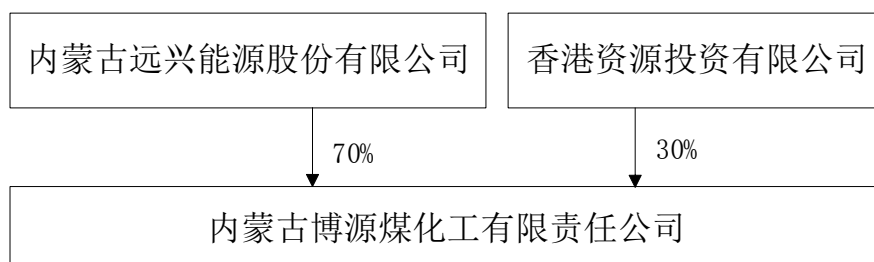 内蒙古远兴能源股份有限公司
香港资源投资有限公司
70%
30%
内蒙古博源煤化工有限责任公司